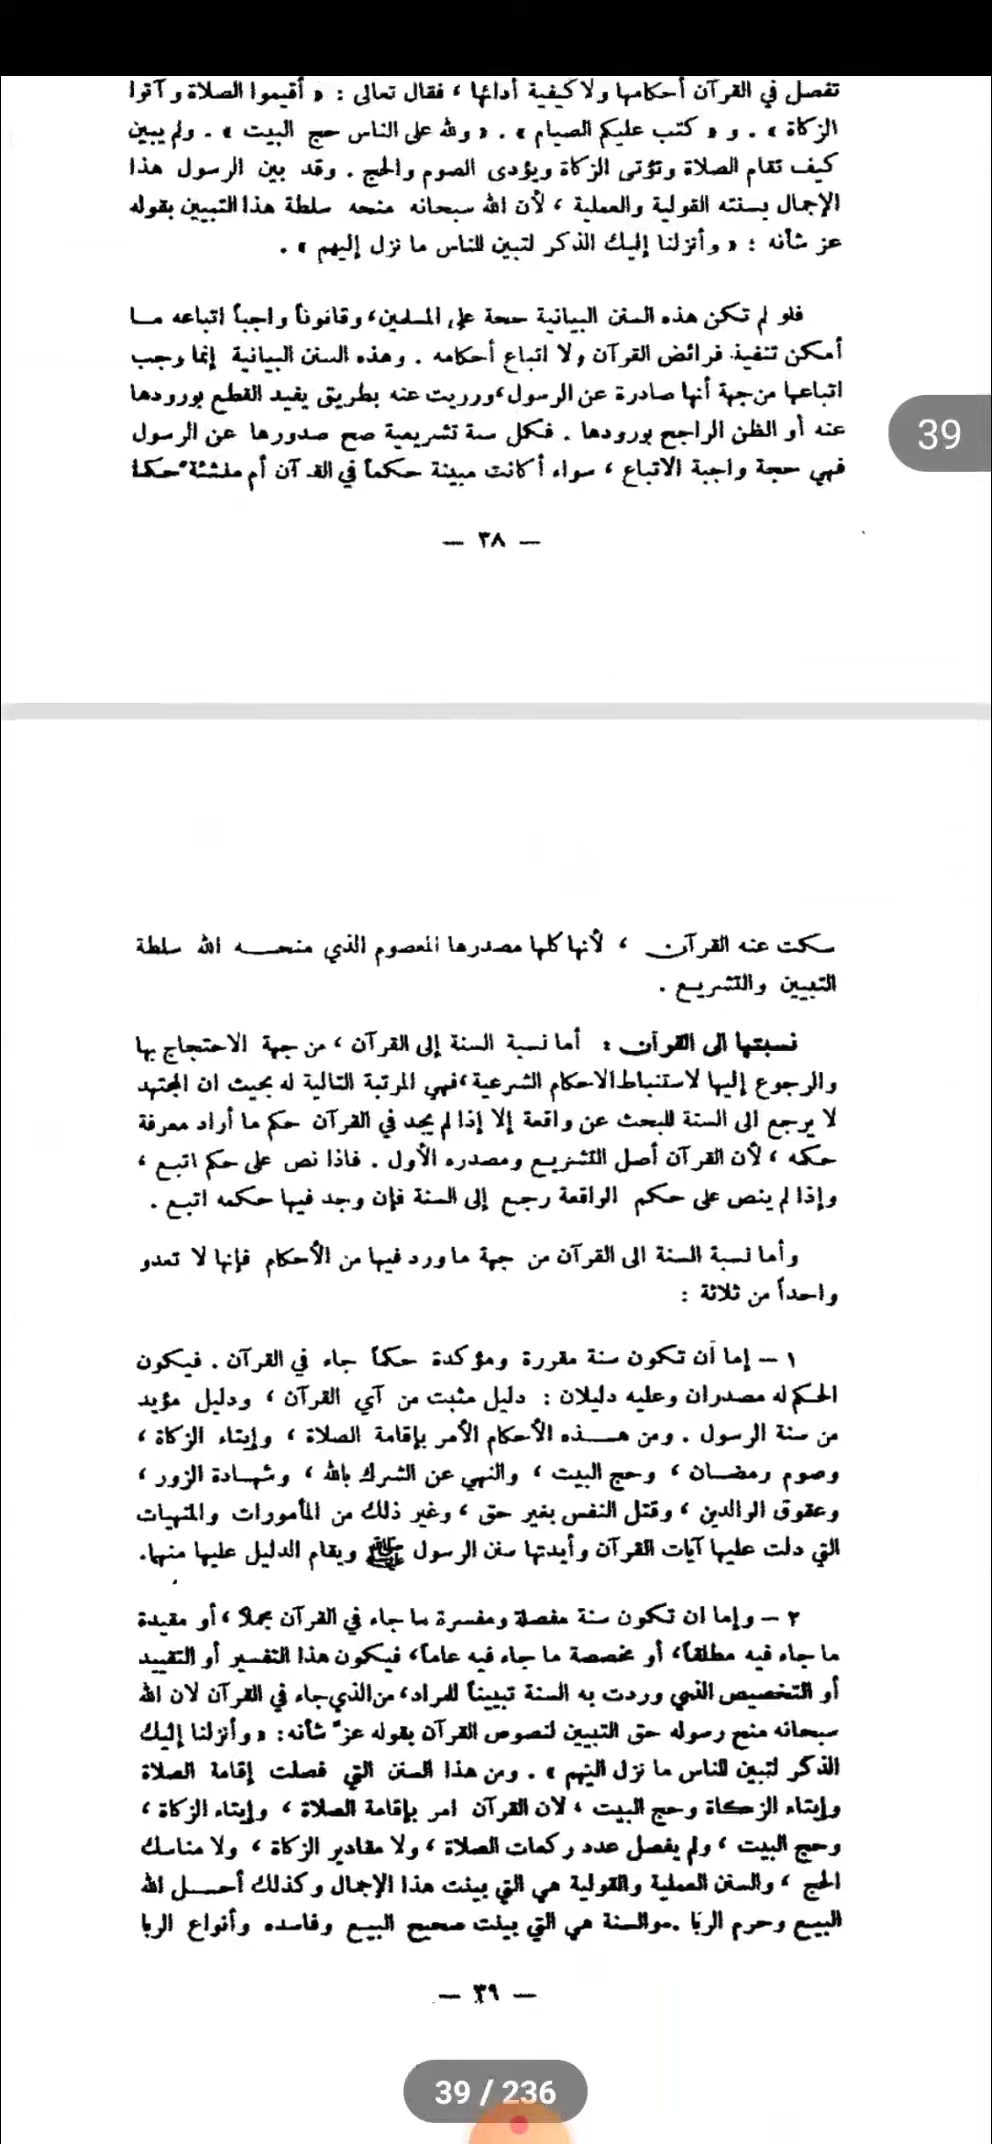 تفصل في القرآن أحكامها ولا كيفية أدائها ، فقال تعالى : « أقيموا الصلاة وآتوا
الزكاة » . و « كتب عليكم الصيام » . « ولله على الناس حج البيت » . ولم يبين
كيف تقام الصلاة وتؤتى الزكاة ويؤدى الصوم والحج . وقد بين الرسول هذا
الإجمال بسنته القولية والعملية ، لأن الله سبحانه منحه سلطة هذا التبيين بقوله
عز شأنه : « وأنزلنا إليك الذكر لتبين للناس ما نزل إليهم » .
فلو لم تكن هذه السنن البيانية حجة على المسلمين، وقانوناً واجباً اتباعه مـا
أمكن تنفيذ فرائض القرآن ولا اتباع أحكامه . وهذه السنن البيانية إنما وجب
اتباعها من جهة أنها صادرة عن الرسول، ورويت عنه بطريق يفيد القطع بورودها
عنه أو الظن الراجح بورودها . فكل سنة تشريعية صح صدورها عن الرسول
فهي حجة واجبة الاتباع ، سواء أكانت مبينة حكماً في القرآن أم منشئة حكماً
— ٣٨ —
39
سكت عنه القرآن ، لأنها كلها مصدرها المعصوم الذي منحـــه الله سلطة
التبيين والتشريع .
نسبتها الى القرآن : أما نسبة السنة إلى القرآن ، من جهة الاحتجاج بها
والرجوع إليها لاستنباط الاحكام الشرعية، فهي المرتبة التالية له بحيث ان المجتهد
لا يرجع الى السنة للبحث عن واقعة إلا إذا لم يجد في القرآن حكم ما أراد معرفة
حكمه ، لأن القرآن أصل التشريع ومصدره الأول . فاذا نص على حكم اتبع ،
وإذا لم ينص على حكم الواقعة رجع إلى السنة فإن وجد فيها حكمه اتبع .
وأما نسبة السنة الى القرآن من جهة ما ورد فيها من الأحكام فإنها لا تعدو
واحداً من ثلاثة :
١ – إما أن تكون سنة مقررة ومؤكدة حكماً جاء في القرآن . فيكون
الحكم له مصدران وعليه دليلان : دليل مثبت من آي القرآن ، ودليل مؤيد
من سنة الرسول . ومن هـــذه الأحكام الأمر بإقامة الصلاة ، وإيتاء الزكاة ،
وصوم رمضـان ، وحج البيت ، والنهي عن الشرك بالله ، وشهـادة الزور ،
وعقوق الوالدين ، وقتل النفس بغير حق ، وغير ذلك من المأمورات والمنهيات
التي دلت عليها آيات القرآن وأيدتها سنن الرسول ﷺ ويقام الدليل عليها منهما.
٢ – وإما ان تكون سنة مفصلة ومفسرة ما جاء في القرآن مجملاً ، أو مقيدة
ما جاء فيه مطلقاً، أو مخصصة ما جاء فيه عاماً، فيكون هذا التفسير أو التقييد
أو التخصيص الذي وردت به السنة تبييناً للمراد، من الذي جاء في القرآن لان الله
سبحانه منح رسوله حق التبيين لنصوص القرآن بقوله عزّ شأنه: « وأنزلنا إليك
الذكر لتبين للناس ما نزل اليهم » . ومن هذا السنن التي فصلت إقامة الصلاة
وإيتاء الزكاة وحج البيت ، لان القرآن امر بإقامة الصلاة ، وإيتاء الزكاة ،
وحج البيت ، ولم يفصل عدد ركعات الصلاة ، ولا مقادير الزكاة ، ولا مناسك
الحج ، والسنن العملية والقولية هي التي بينت هذا الإجمال وكذلك أحــل الله
البيـع وحرم الربا . والسنة هي التي بينت صحيح البيـع وفاسده وأنواع الربا
— ٣٩ —
39 / 236